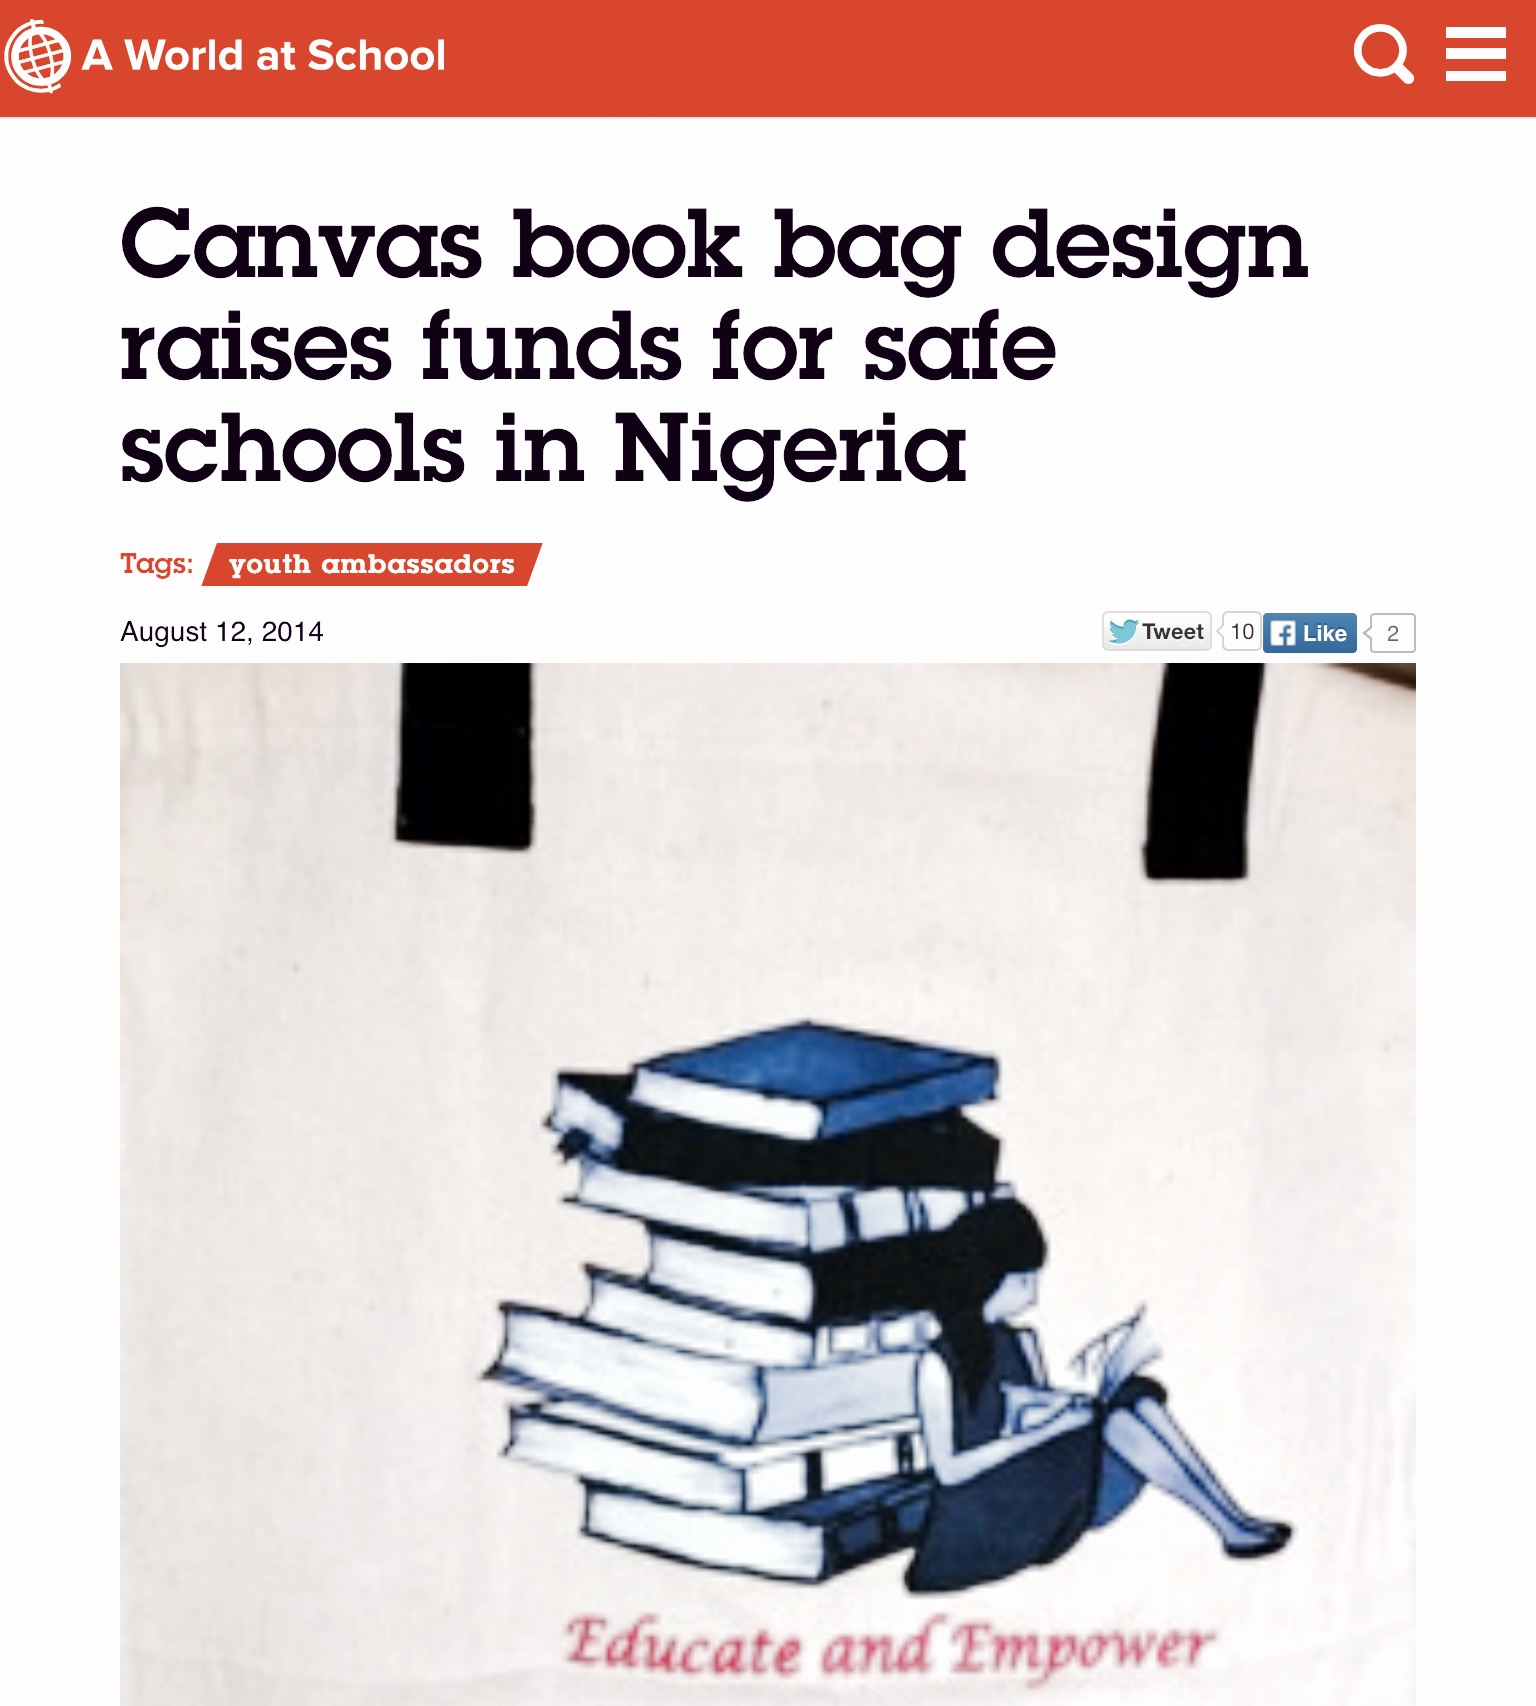 A World at School
Canvas book bag design
raises funds for safe
schools in Nigeria
Tags: youth ambassadors
August 12, 2014
Tweet 10 Like 2
Educate and Empower